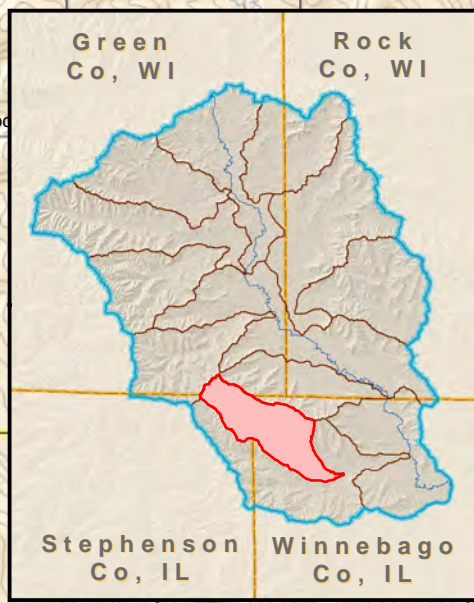 Green
Co, WI
Rock
Co, WI
Stephenson
Co, IL
Winnebago
Co, IL